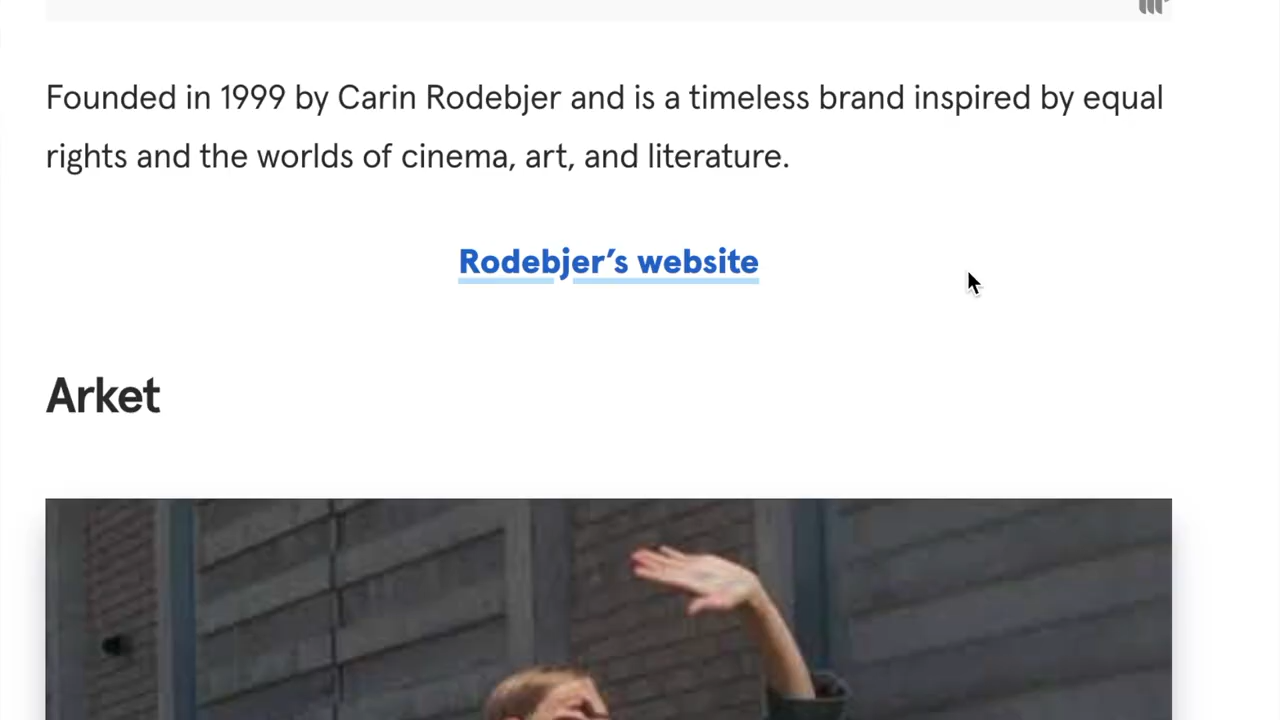 Founded in 1999 by Carin Rodebjer and is a timeless brand inspired by equal
rights and the worlds of cinema, art, and literature.
Rodebjer’s website
Arket